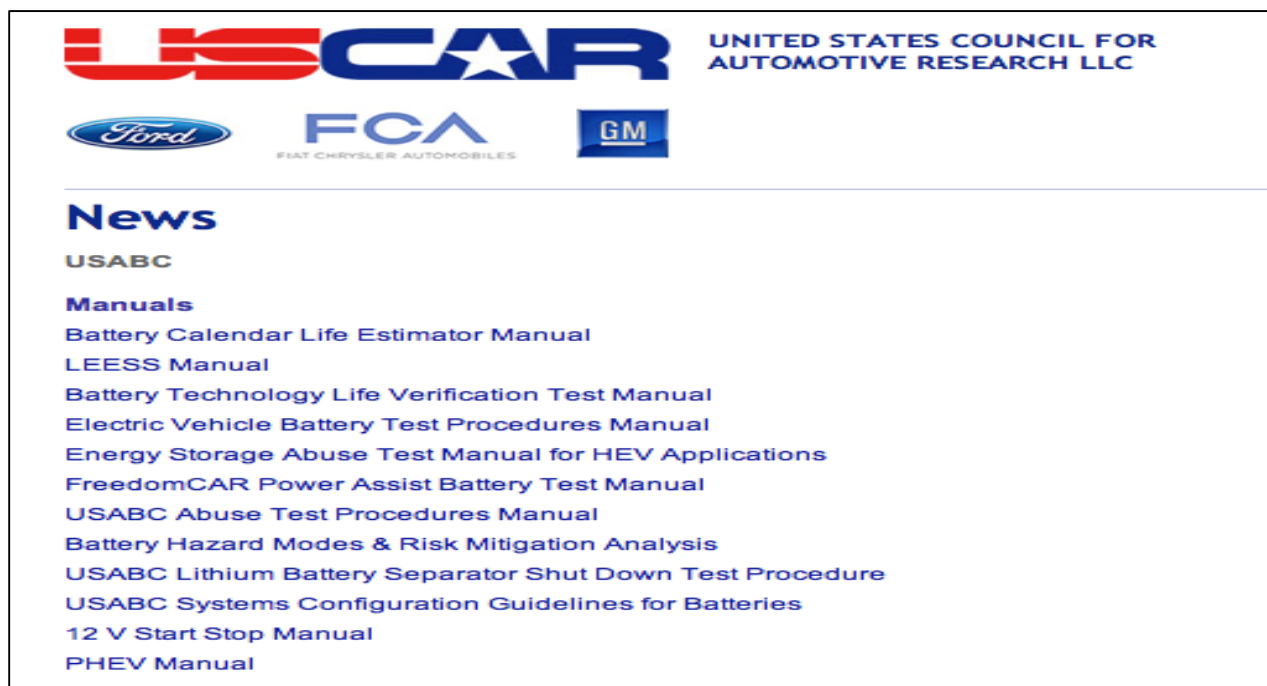 USCAR
UNITED STATES COUNCIL FOR
AUTOMOTIVE RESEARCH LLC
Ford
FCA
FIAT CHRYSLER AUTOMOBILES
GM
News
USABC
Manuals
Battery Calendar Life Estimator Manual
LEESS Manual
Battery Technology Life Verification Test Manual
Electric Vehicle Battery Test Procedures Manual
Energy Storage Abuse Test Manual for HEV Applications
FreedomCAR Power Assist Battery Test Manual
USABC Abuse Test Procedures Manual
Battery Hazard Modes & Risk Mitigation Analysis
USABC Lithium Battery Separator Shut Down Test Procedure
USABC Systems Configuration Guidelines for Batteries
12 V Start Stop Manual
PHEV Manual